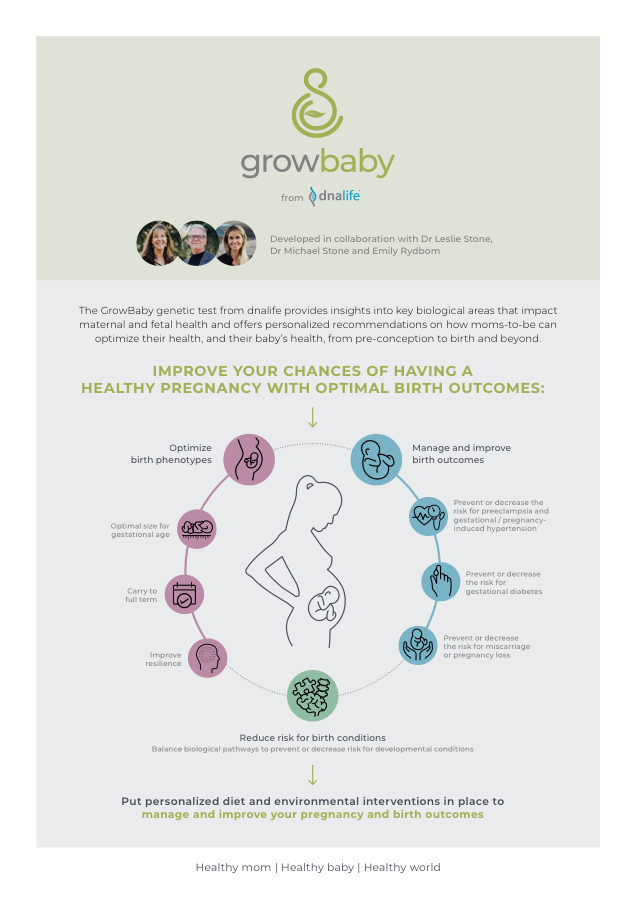 growbaby
from dnalife
Developed in collaboration with Dr Leslie Stone,
Dr Michael Stone and Emily Rydbom
The GrowBaby genetic test from dnalife provides insights into key biological areas that impact
maternal and fetal health and offers personalized recommendations on how moms-to-be can
optimize their health, and their baby's health, from pre-conception to birth and beyond.
IMPROVE YOUR CHANCES OF HAVING A
HEALTHY PREGNANCY WITH OPTIMAL BIRTH OUTCOMES:
Optimize
birth phenotypes
Optimal size for
gestational age
Carry to
full term
Improve
resilience
Manage and improve
birth outcomes
Prevent or decrease the
risk for preeclampsia and
gestational / pregnancy-
induced hypertension
Prevent or decrease
the risk for
gestational diabetes
Prevent or decrease
the risk for miscarriage
or pregnancy loss
Reduce risk for birth conditions
Balance biological pathways to prevent or decrease risk for developmental conditions
Put personalized diet and environmental interventions in place to
manage and improve your pregnancy and birth outcomes
Healthy mom | Healthy baby | Healthy world